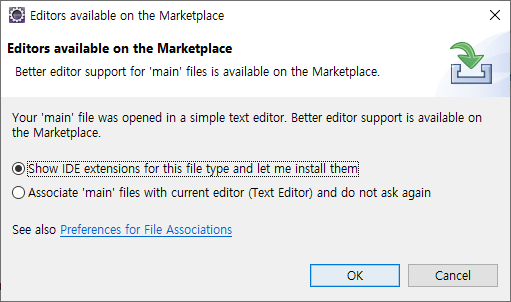 Editors available on the Marketplace
Editors available on the Marketplace
Better editor support for 'main' files is available on the Marketplace.
Your 'main' file was opened in a simple text editor. Better editor support is available on
the Marketplace.
Show IDE extensions for this file type and let me install them
Associate 'main' files with current editor (Text Editor) and do not ask again
See also Preferences for File Associations
OK
Cancel